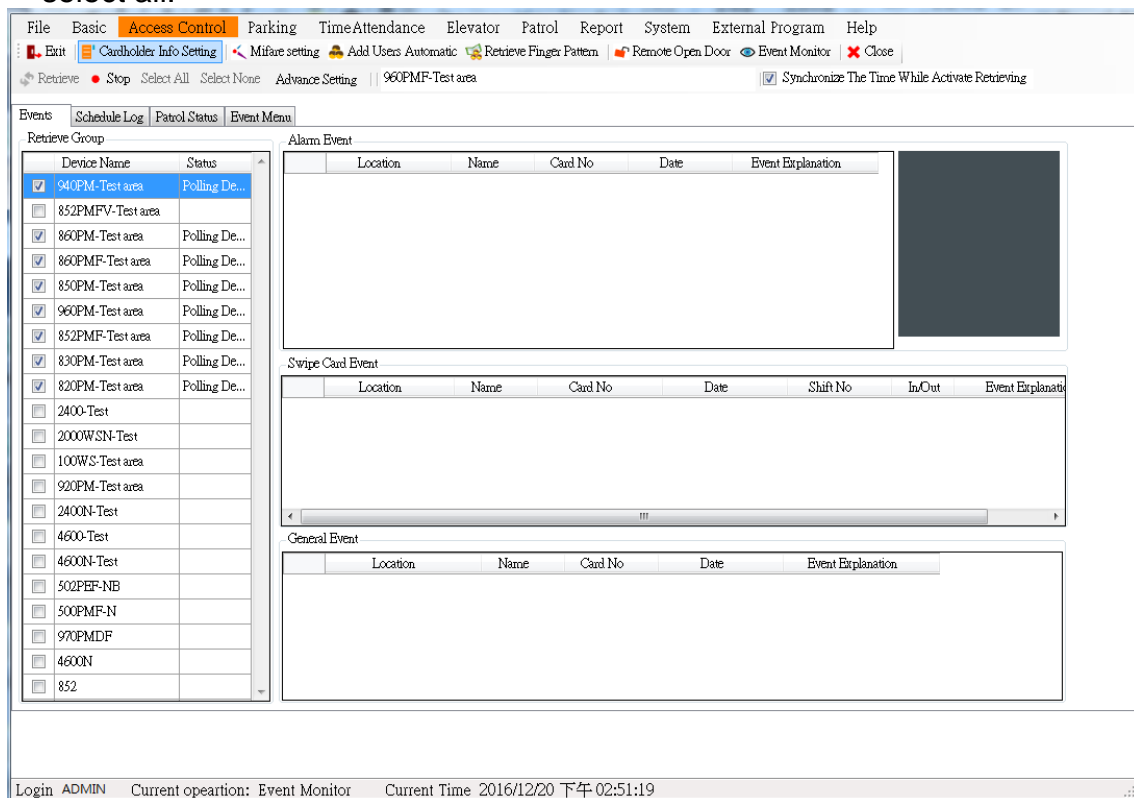 File Basic Access Control Parking TimeAttendance Elevator Patrol Report System External Program Help
Exit Cardholder Info Setting Mifare setting Add Users Automatic Retrieve Finger Pattern Remote Open Door Event Monitor Close
Retrieve Stop Select All Select None Advance Setting 960PMF-Test area Synchronize The Time While Activate Retrieving
Events Schedule Log Patrol Status Event Menu
Retrieve Group
Device Name Status
940PM-Test area Polling De...
852PMFV-Test area
860PM-Test area Polling De...
860PMF-Test area Polling De...
850PM-Test area Polling De...
960PM-Test area Polling De...
852PMF-Test area Polling De...
830PM-Test area Polling De...
820PM-Test area Polling De...
2400-Test
2000WSN-Test
100WS-Test area
920PM-Test area
2400N-Test
4600-Test
4600N-Test
502PEF-NB
500PMF-N
970PMDF
4600N
852
Alarm Event
Location Name Card No Date Event Explanation
Swipe Card Event
Location Name Card No Date Shift No In/Out Event Explanatio
General Event
Location Name Card No Date Event Explanation
Login ADMIN Current opeartion: Event Monitor Current Time 2016/12/20 下午 02:51:19